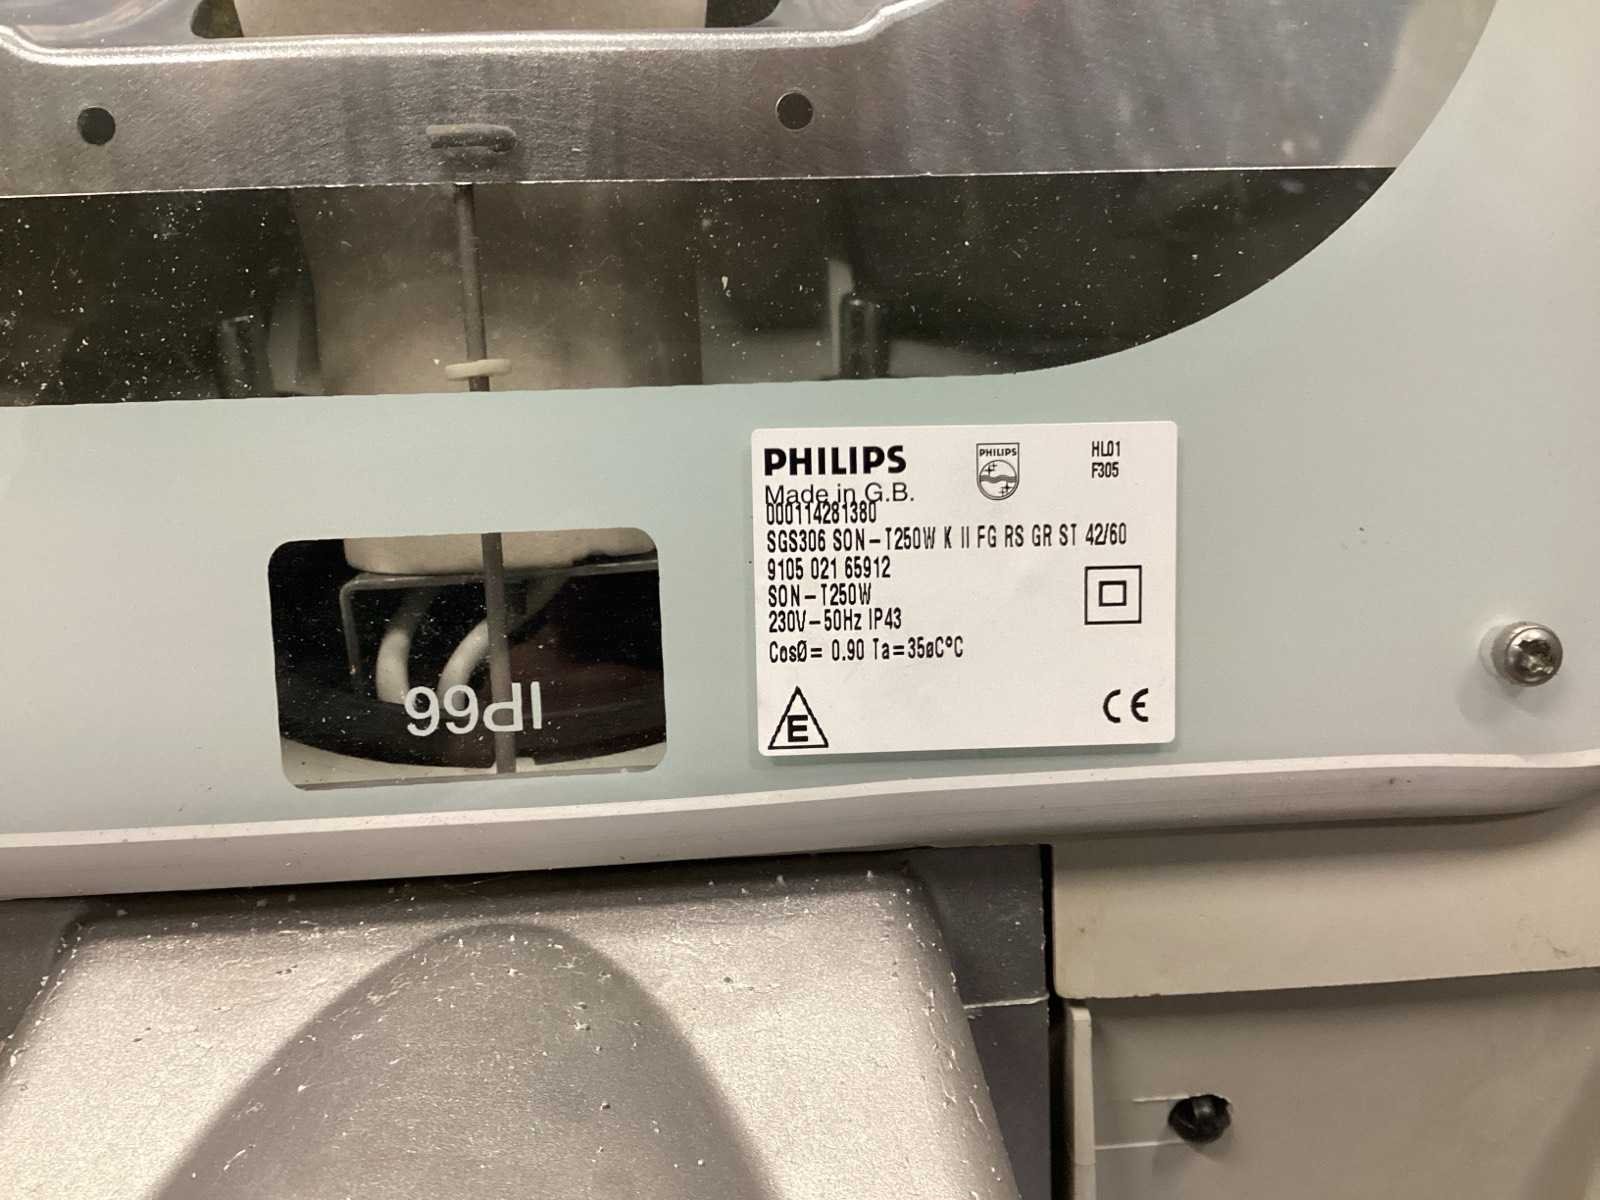 PHILIPS
PHILIPS
HL01
F305
Made in G.B.
000114281380
SGS306 SON-T250W K II FG RS GR ST 42/60
9105 021 65912
SON-T250W
230V-50Hz IP43
CosØ= 0.90 Ta=35øC°C
E
CE
IP66